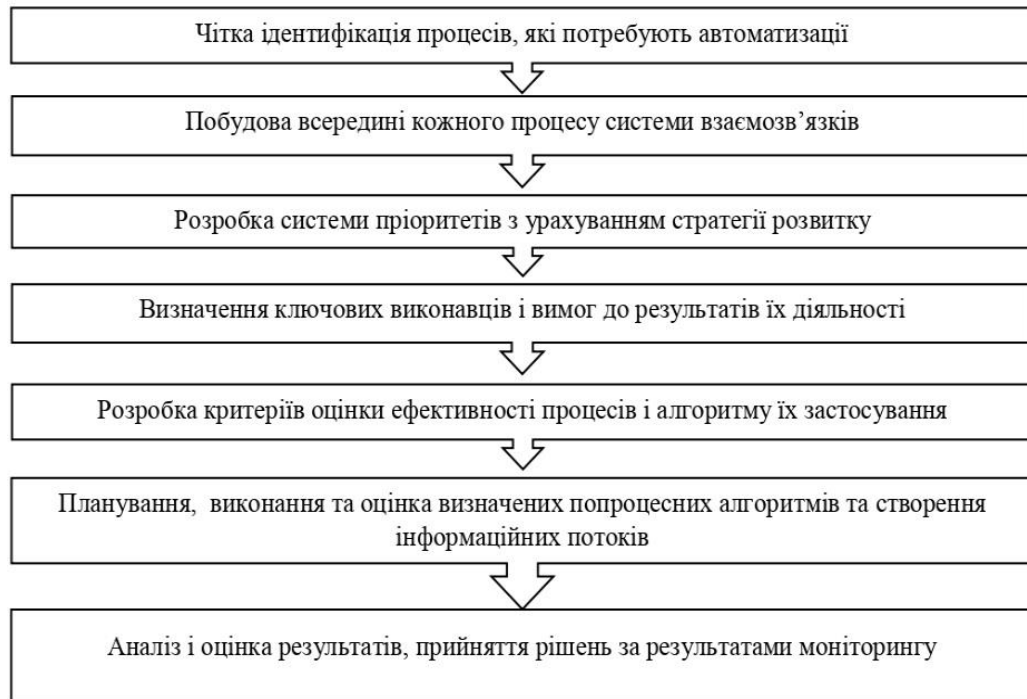 Чітка ідентифікація процесів, які потребують автоматизації
Побудова всередині кожного процесу системи взаємозв’язків
Розробка системи пріоритетів з урахуванням стратегії розвитку
Визначення ключових виконавців і вимог до результатів їх діяльності
Розробка критеріїв оцінки ефективності процесів і алгоритму їх застосування
Планування, виконання та оцінка визначених попроцесних алгоритмів та створення
інформаційних потоків
Аналіз і оцінка результатів, прийняття рішень за результатами моніторингу